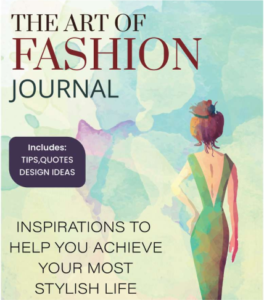 THE ART OF
FASHION
JOURNAL
Includes:
TIPS,QUOTES
DESIGN IDEAS
INSPIRATIONS TO
HELP YOU ACHIEVE
YOUR MOST
STYLISH LIFE